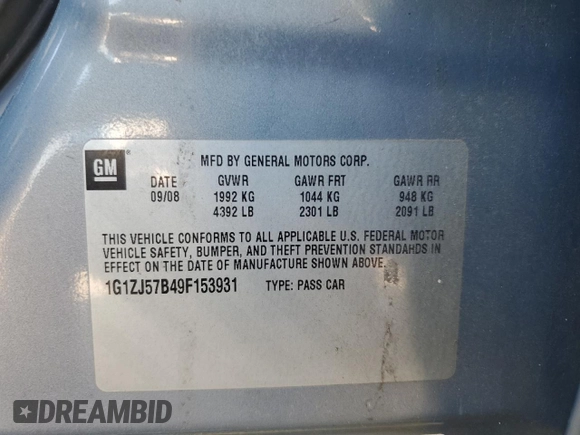 GM
MFD BY GENERAL MOTORS CORP.
DATE GVWR GAWR FRT GAWR RR
09/08 1992 KG 1044 KG 948 KG
4392 LB 2301 LB 2091 LB
THIS VEHICLE CONFORMS TO ALL APPLICABLE U.S. FEDERAL MOTOR
VEHICLE SAFETY, BUMPER, AND THEFT PREVENTION STANDARDS IN
EFFECT ON THE DATE OF MANUFACTURE SHOWN ABOVE.
1G1ZJ57B49F153931 TYPE: PASS CAR
DREAMBID